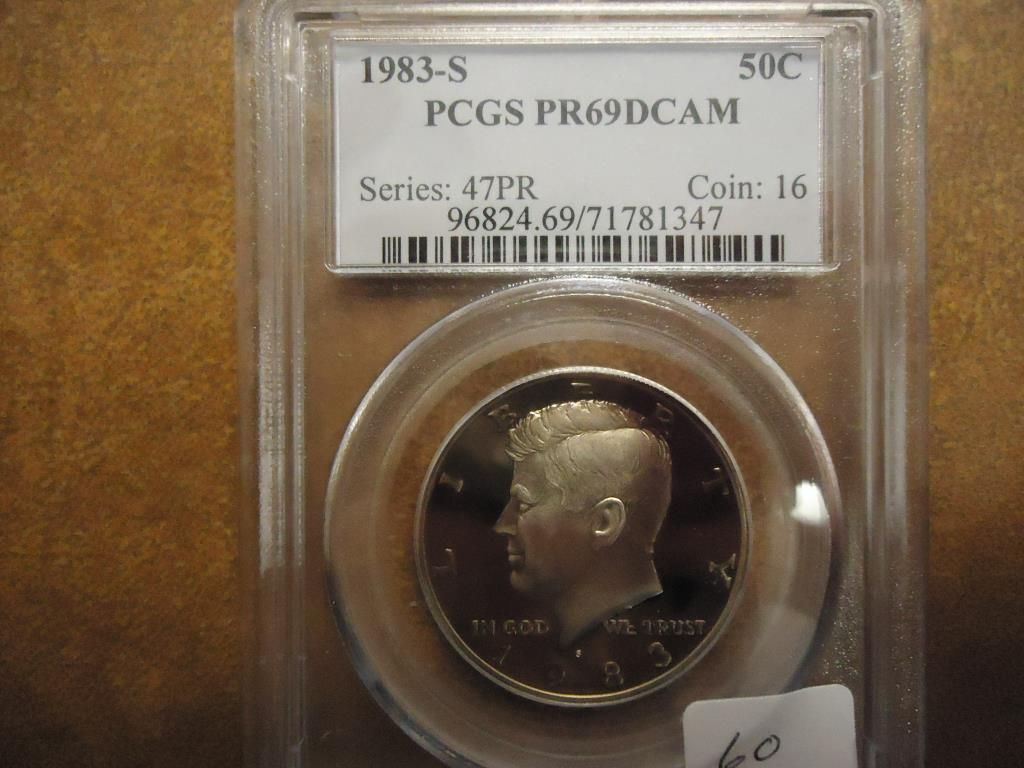 1983-S 50C
PCGS PR69DCAM
Series: 47PR Coin: 16
96824.69/71781347
LIBERTY
IN GOD WE TRUST
S
1983
60